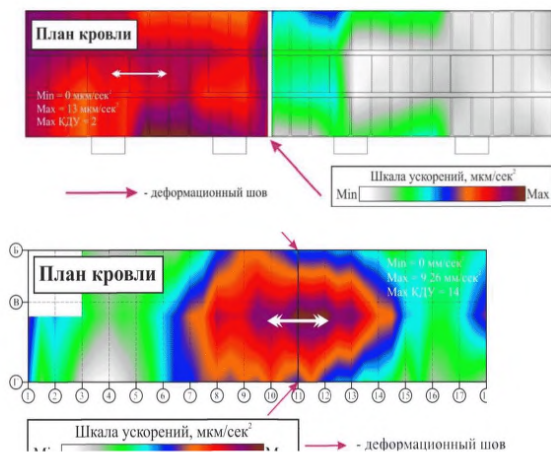 План кровли
Min = 0 мкм/сек²
Max = 13 мкм/сек²
Max КДУ = 2
- деформационный шов
Шкала ускорений, мкм/сек²
Min
Max
Б
План кровли
Min = 0 мм/сек
Max = 9.26 мм/сек²
Max КДУ = 14
В
Г
1 2 3 4 5 6 7 8 9 10 11 12 13 14 15 16 17
Шкала ускорений, мкм/сек²
- деформационный шов